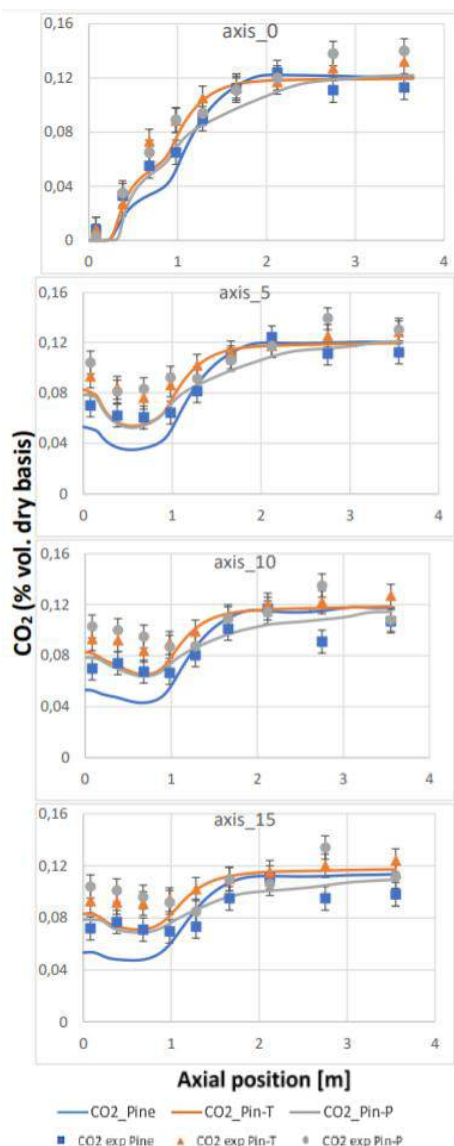 axis_0
0,16
0,12
0,08
0,04
0
0 1 2 3 4
axis_5
0,16
0,12
0,08
0,04
0
0 1 2 3 4
axis_10
0,16
0,12
0,08
0,04
0
0 1 2 3 4
axis_15
0,16
0,12
0,08
0,04
0
0 1 2 3 4
CO₂ (% vol. dry basis)
Axial position [m]
CO2_Pine CO2_Pin-T CO2_Pin-P
CO2 exp Pine CO2 exp Pin-T CO2 exp Pin-P